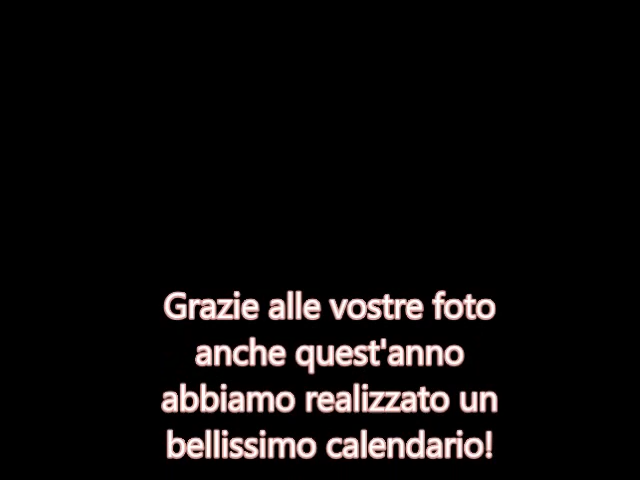 Grazie alle vostre foto
anche quest'anno
abbiamo realizzato un
bellissimo calendario!